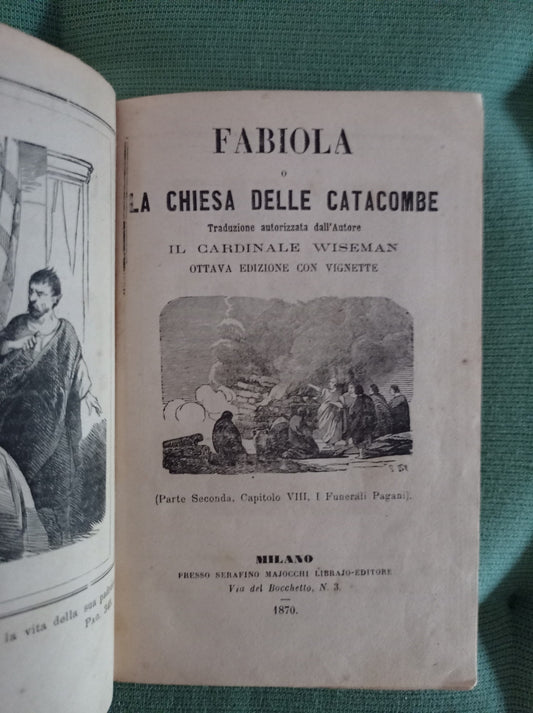 la vita della sua
PAG. 
FABIOLA
O
LA CHIESA DELLE CATACOMBE
Traduzione autorizzata dall'Autore
IL CARDINALE WISEMAN
OTTAVA EDIZIONE CON VIGNETTE
(Parte Seconda, Capitolo VIII, I Funerali Pagani).
MILANO
PRESSO SERAFINO MAJOCCHI LIBRAJO-EDITORE
Via del Bocchetto, N. 3.
1870.